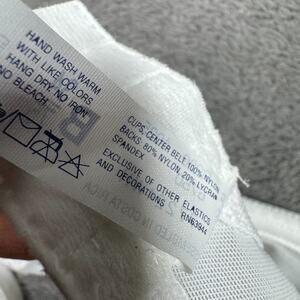 HAND WASH WARM
WITH LIKE COLORS
HANG DRY NO IRON
NO BLEACH
CUPS, CENTER BELT: 100% NYLON
BACKS: 80% NYLON, 20% LYCRA®
SPANDEX
EXCLUSIVE OF OTHER ELASTICS
AND DECORATIONS
RN63944